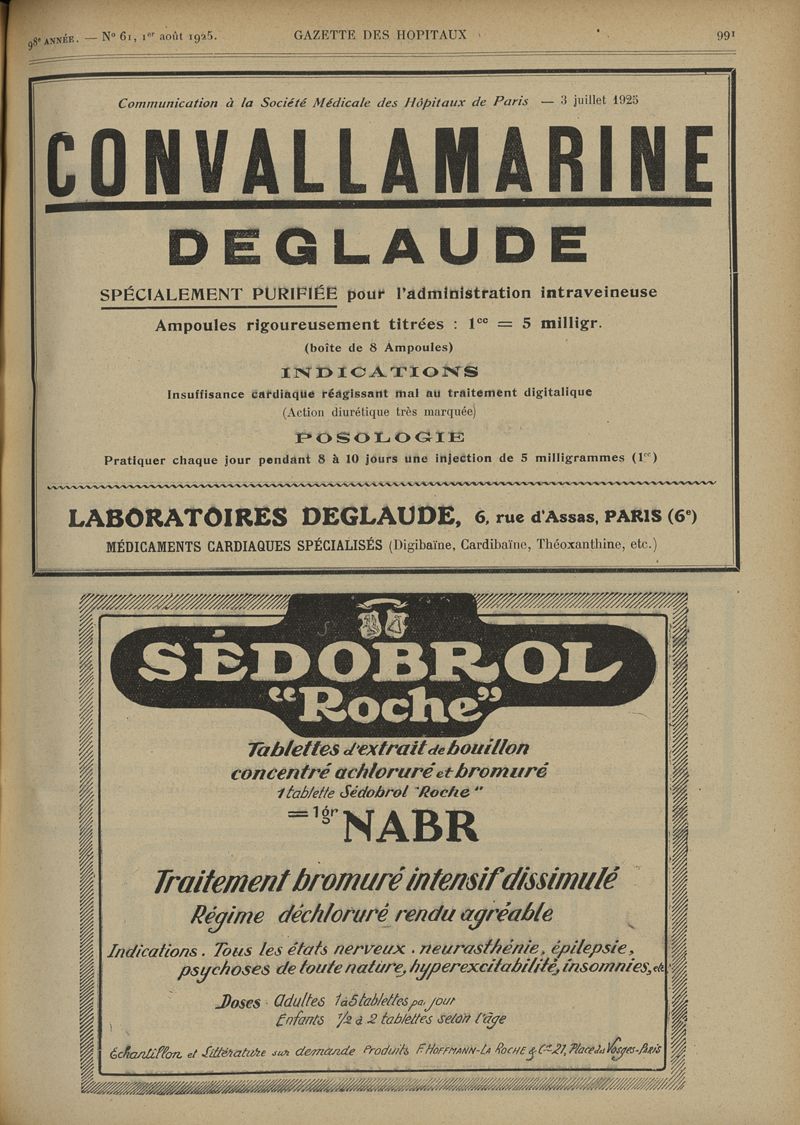 98e ANNÉE. — No 61, 1er août 1925.
GAZETTE DES HOPITAUX
991
Communication à la Société Médicale des Hôpitaux de Paris — 3 juillet 1925
CONVALLAMARINE
DEGLAUDE
SPÉCIALEMENT PURIFIÉE pour l'administration intraveineuse
Ampoules rigoureusement titrées : 1cc = 5 milligr.
(boîte de 8 Ampoules)
INDICATIONS
Insuffisance cardiaque réagissant mal au traitement digitalique
(Action diurétique très marquée)
POSOLOGIE
Pratiquer chaque jour pendant 8 à 10 jours une injection de 5 milligrammes (1cc)
LABORATOIRES DEGLAUDE, 6, rue d'Assas, PARIS (6e)
MÉDICAMENTS CARDIAQUES SPÉCIALISÉS (Digibaïne, Cardibaïne, Théoxanthine, etc.)
SÉDOBROL
“Roche”
Tablettes d'extrait de bouillon
concentré achloruré et bromuré
1 tablette Sédobrol "Roche"
= 1gr NABR
Traitement bromuré intensif dissimulé
Régime déchloruré rendu agréable
Indications. Tous les états nerveux. neurasthénie, épilepsie,
psychoses de toute nature, hyperexcitabilité, insomnies, etc
Doses. Adultes 1 à 5 tablettes par jour
Enfants 1/2 à 2 tablettes selon l'âge
Échantillon et Littérature sur demande Produits F. HOFFMANN-LA ROCHE & Cie 21, Place des Vosges-Paris